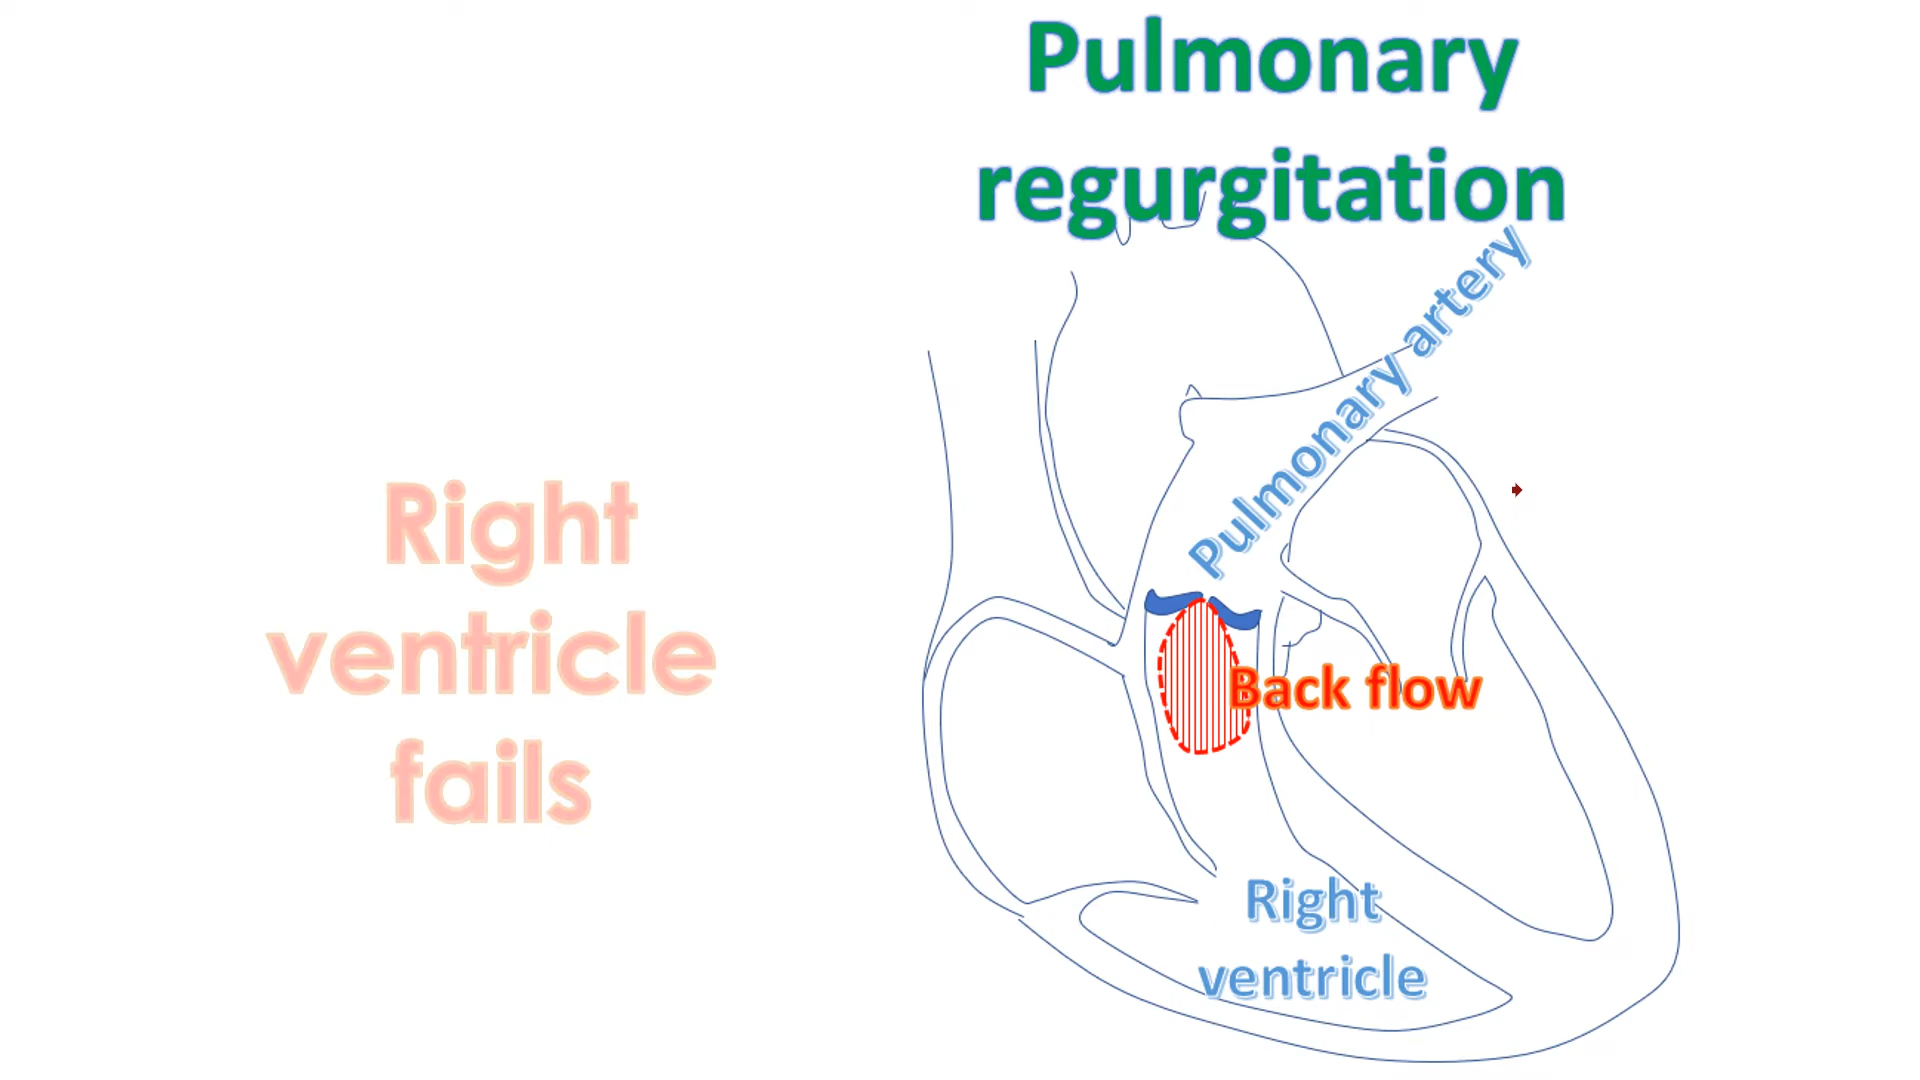 Pulmonary
regurgitation
Pulmonary artery
Right
ventricle
fails
Back flow
Right
ventricle